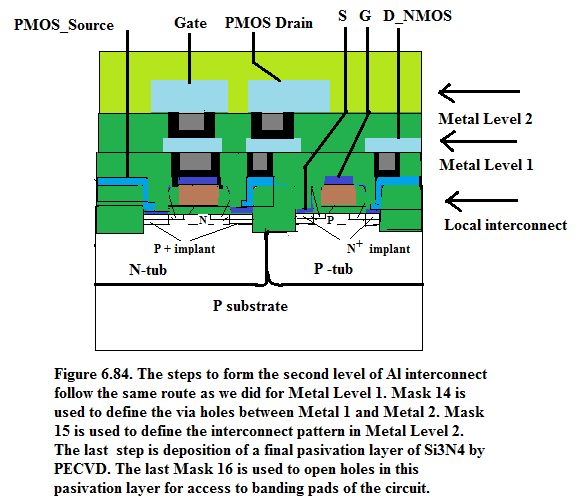 PMOS_Source
Gate
PMOS Drain
S G D_NMOS
Metal Level 2
Metal Level 1
Local interconnect
N
P
P + implant
N+ implant
N-tub
P -tub
P substrate
Figure 6.84. The steps to form the second level of Al interconnect
follow the same route as we did for Metal Level 1. Mask 14 is
used to define the via holes between Metal 1 and Metal 2. Mask
15 is used to define the interconnect pattern in Metal Level 2.
The last step is deposition of a final pasivation layer of Si3N4 by
PECVD. The last Mask 16 is used to open holes in this
pasivation layer for access to banding pads of the circuit.